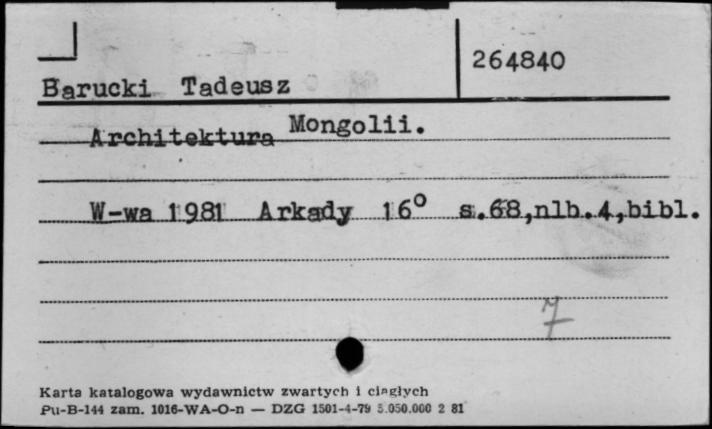 264840
Barucki Tadeusz
Architektura Mongolii.
W-wa 1981 Arkady 16° s.68,nlb.4,bibl.
7
Karta katalogowa wydawnictw zwartych i ciągłych
Pu-B-144 zam. 1016-WA-O-n — DZG 1501-4-79 5.050.000 2 81